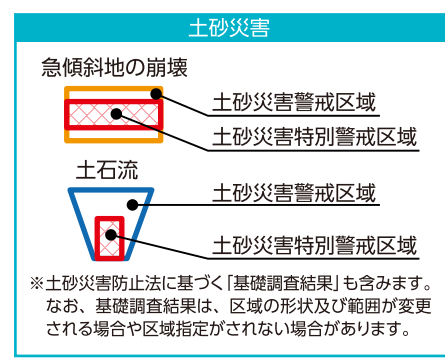 土砂災害
急傾斜地の崩壊
土砂災害警戒区域
土砂災害特別警戒区域
土石流
土砂災害警戒区域
土砂災害特別警戒区域
※土砂災害防止法に基づく「基礎調査結果」も含みます。
なお、基礎調査結果は、区域の形状及び範囲が変更
される場合や区域指定がされない場合があります。